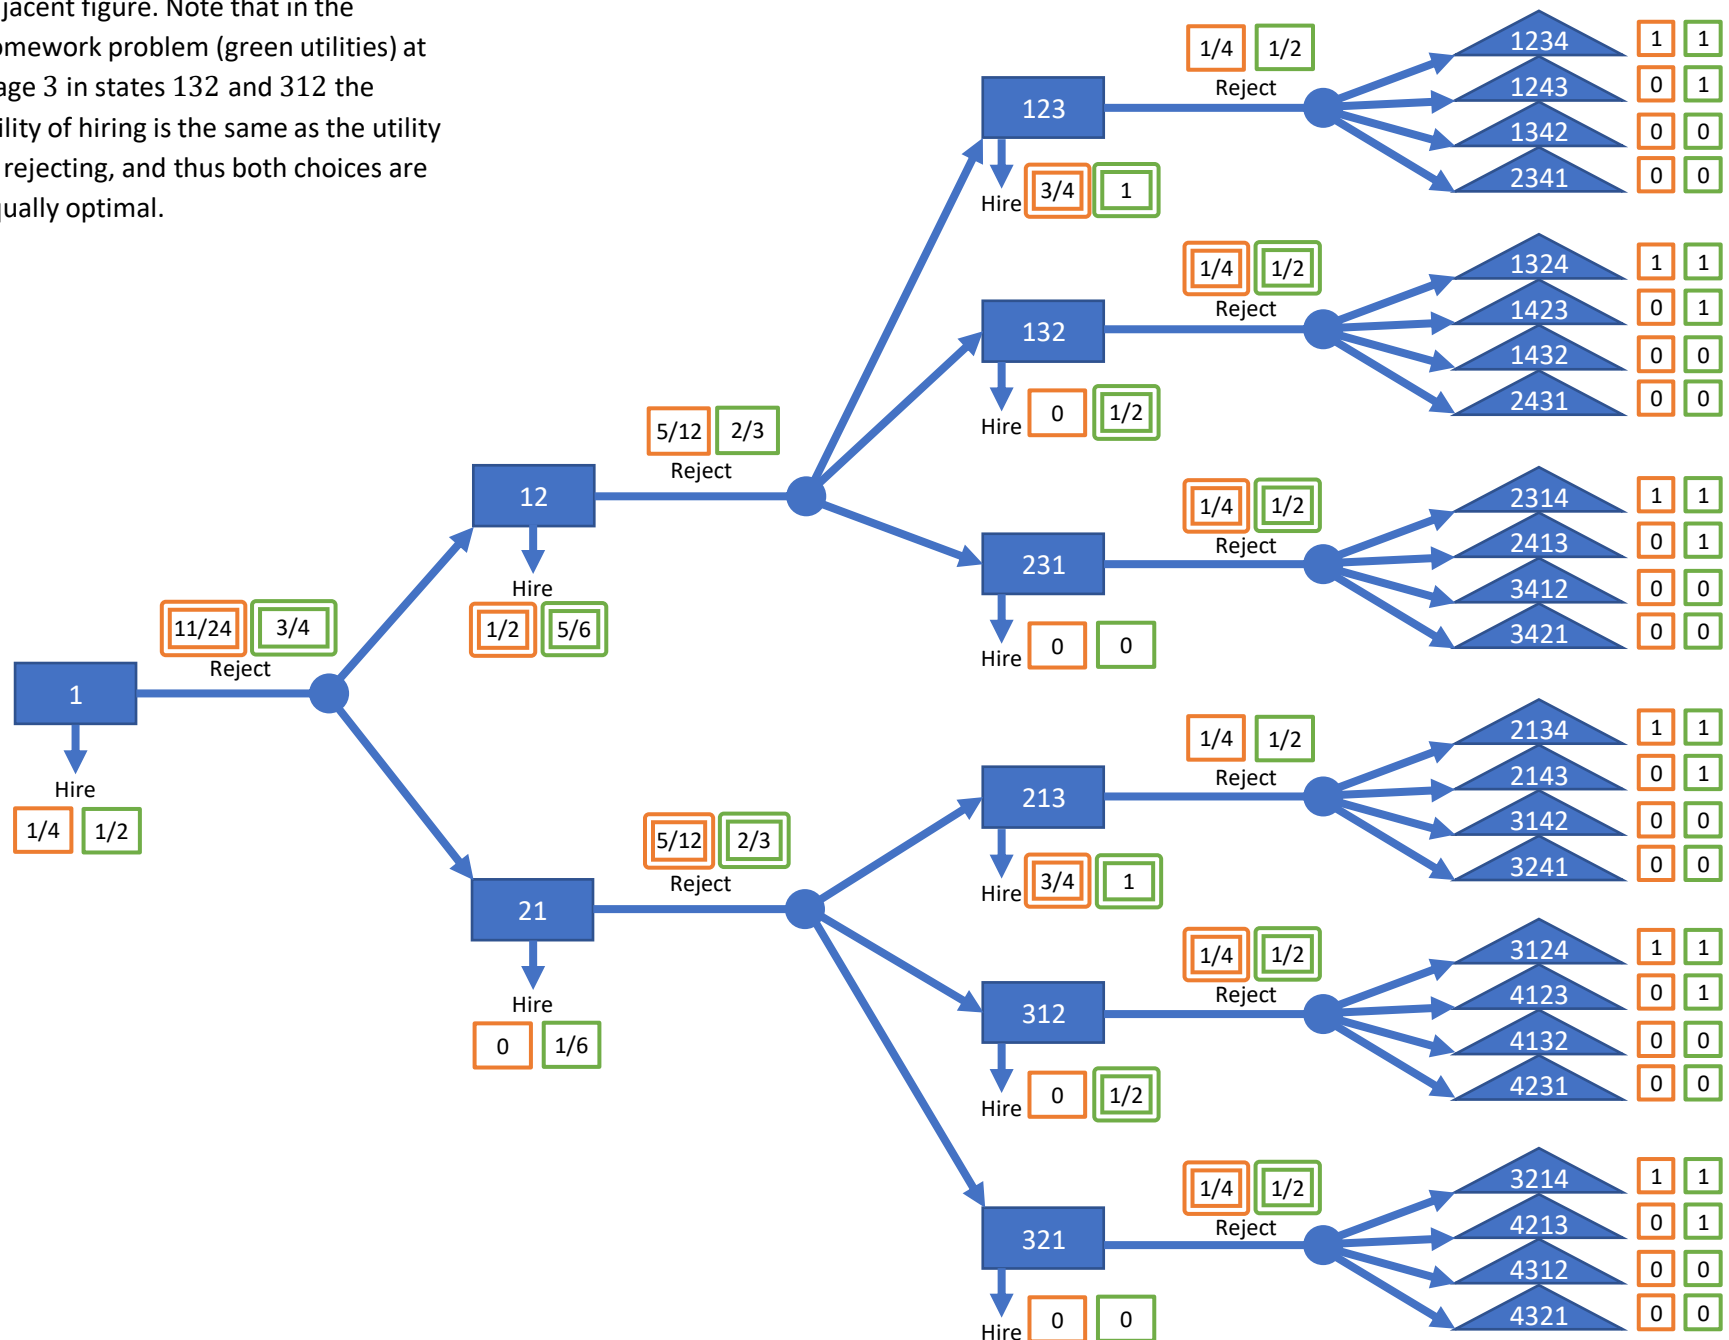 jacent figure. Note that in the
omework problem (green utilities) at
age 3 in states 132 and 312 the
ility of hiring is the same as the utility
rejecting, and thus both choices are
qually optimal.
1
Reject
11/24 3/4
Hire
1/4 1/2
12
5/12 2/3
Reject
Hire
1/2 5/6
21
5/12 2/3
Reject
Hire
0 1/6
123
1/4 1/2
Reject
Hire 3/4 1
1234 1 1
1243 0 1
1342 0 0
2341 0 0
132
1/4 1/2
Reject
Hire 0 1/2
1324 1 1
1423 0 1
1432 0 0
2431 0 0
231
1/4 1/2
Reject
Hire 0 0
2314 1 1
2413 0 1
3412 0 0
3421 0 0
213
1/4 1/2
Reject
Hire 3/4 1
2134 1 1
2143 0 1
3142 0 0
3241 0 0
312
1/4 1/2
Reject
Hire 0 1/2
3124 1 1
4123 0 1
4132 0 0
4231 0 0
321
1/4 1/2
Reject
Hire 0 0
3214 1 1
4213 0 1
4312 0 0
4321 0 0